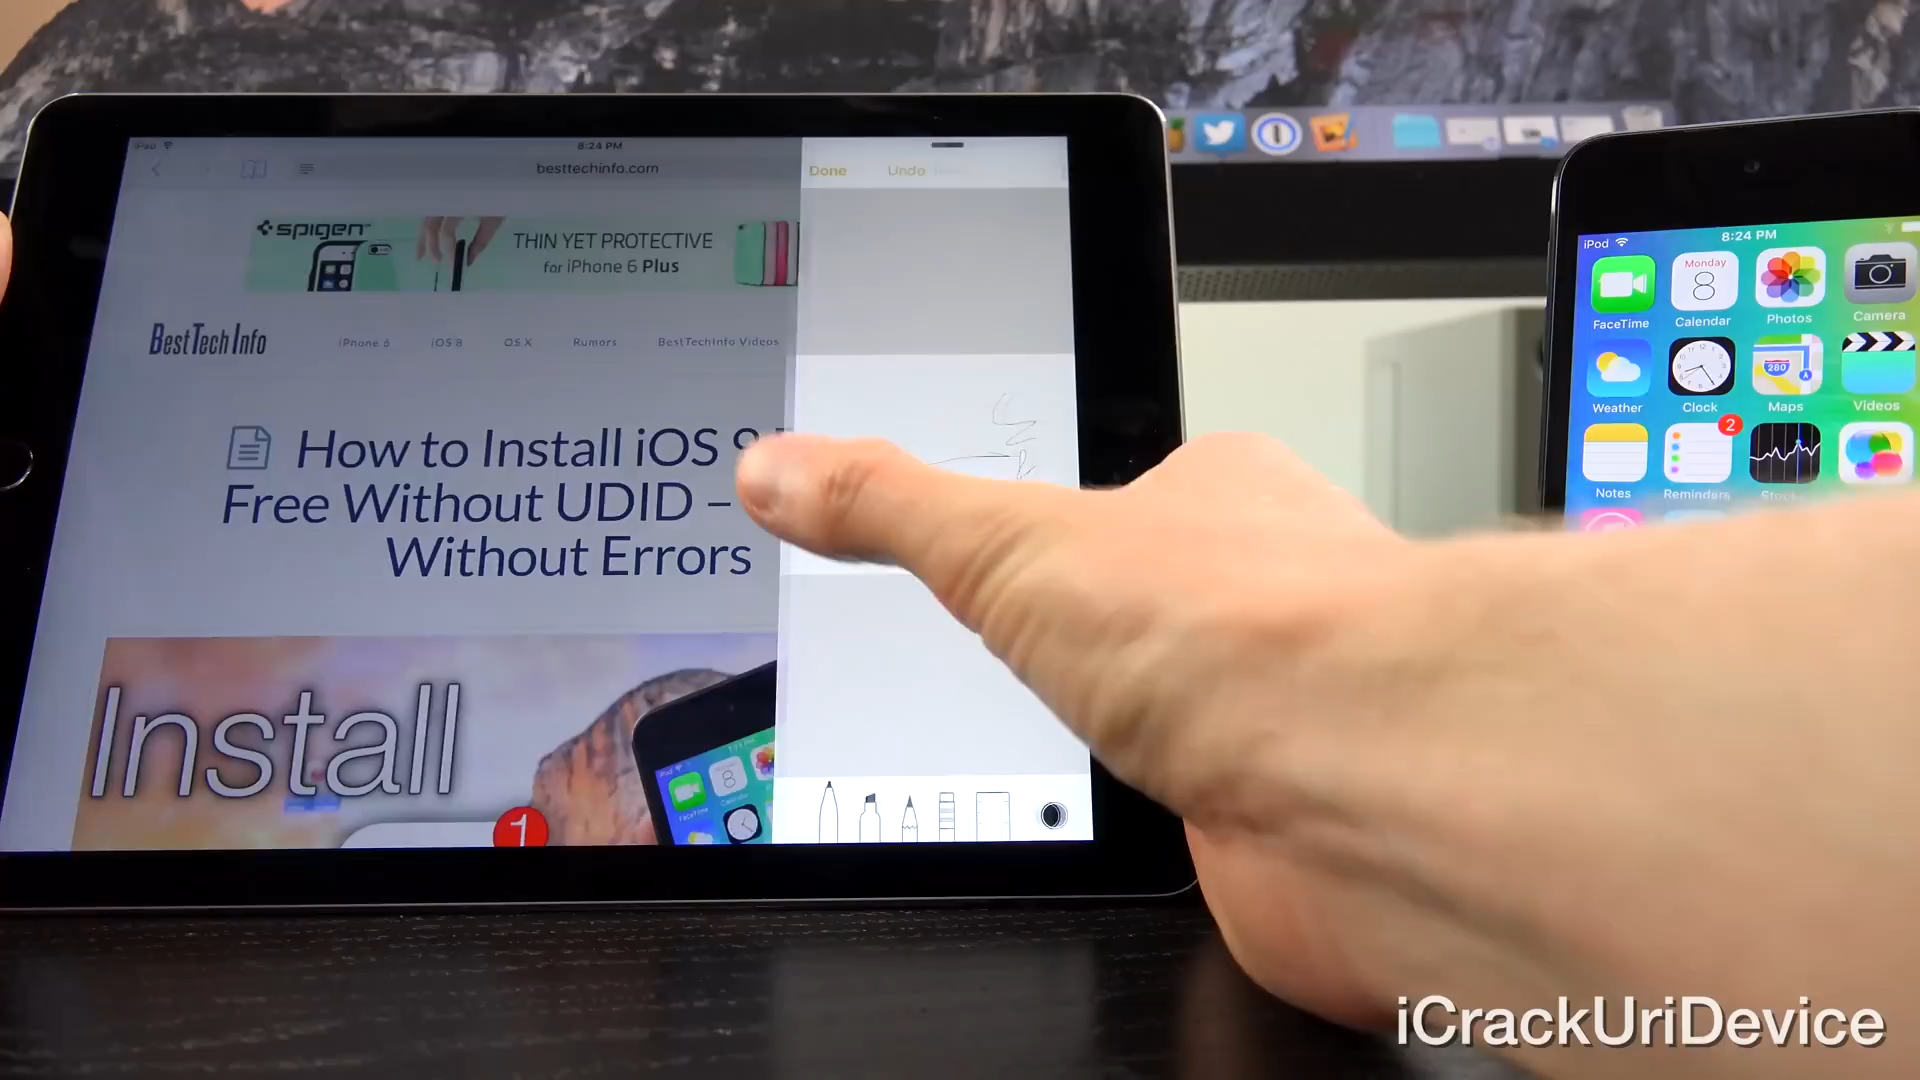 iPad
8:24 PM
besttechinfo.com
Done
Undo
spigen
THIN YET PROTECTIVE
for iPhone 6 Plus
BestTechInfo
iPhone 6
iOS 8
OS X
Rumors
BestTechInfo Videos
How to Install iOS 9
Free Without UDID –
Without Errors
Install
1
iPod
8:24 PM
Monday
8
FaceTime
Calendar
Photos
Camera
280
Weather
Clock
Maps
Videos
2
Notes
Reminders
iCrackUriDevice